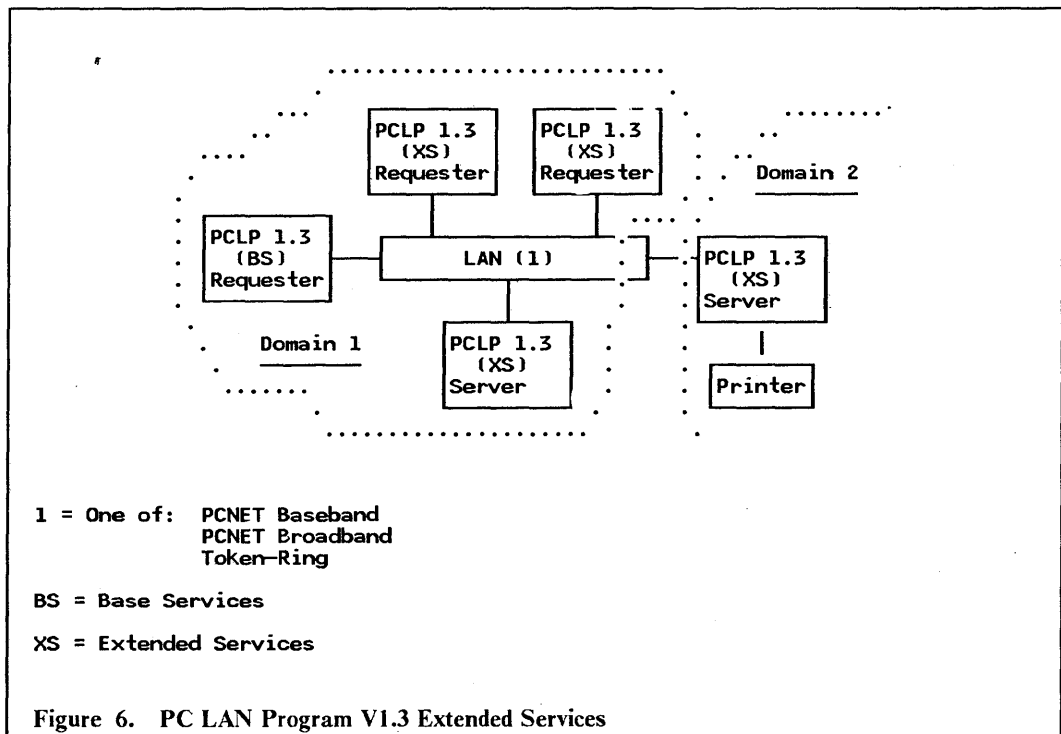 PCLP 1.3
(XS)
Requester
PCLP 1.3
(XS)
Requester
Domain 2
PCLP 1.3
(BS)
Requester
LAN (1)
PCLP 1.3
(XS)
Server
Domain 1
PCLP 1.3
(XS)
Server
Printer
1 = One of: PCNET Baseband
PCNET Broadband
Token-Ring
BS = Base Services
XS = Extended Services
Figure 6. PC LAN Program V1.3 Extended Services